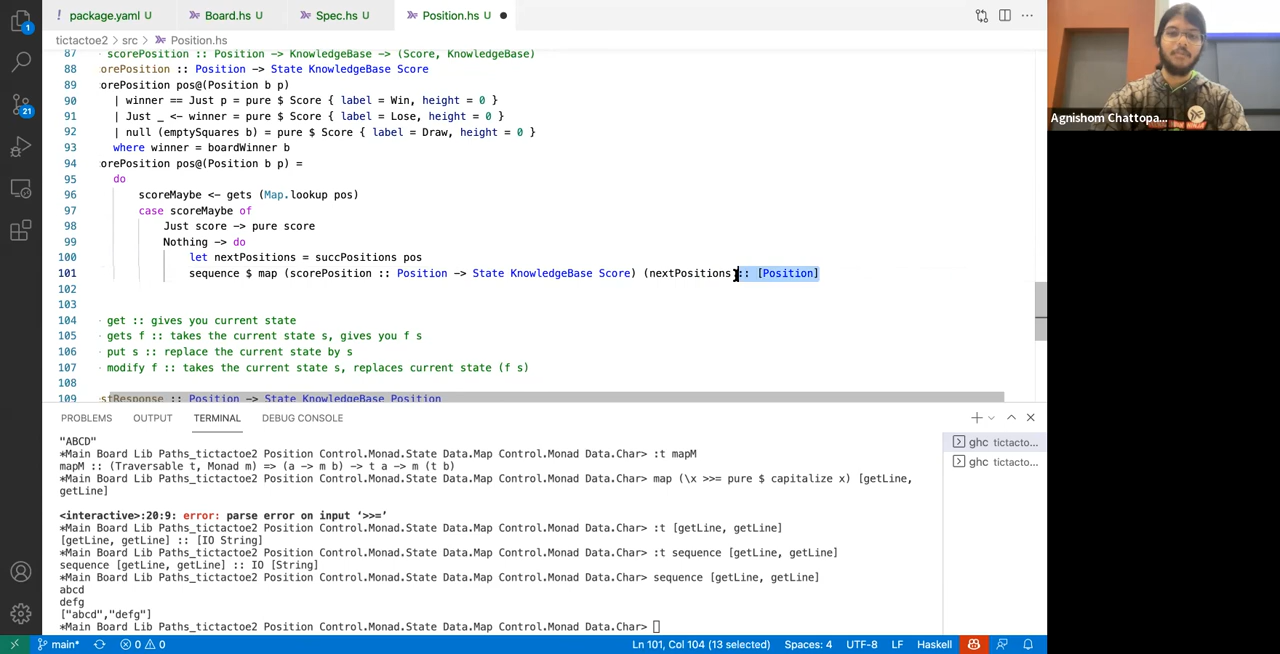 ! package.yaml U
Board.hs U
Spec.hs U
Position.hs U
tictactoe2 > src > Position.hs
87 scorePosition :: Position -> KnowledgeBase -> (Score, KnowledgeBase)
88 orePosition :: Position -> State KnowledgeBase Score
89 orePosition pos@(Position b p)
90 | winner == Just p = pure $ Score { label = Win, height = 0 }
91 | Just _ <- winner = pure $ Score { label = Lose, height = 0 }
92 | null (emptySquares b) = pure $ Score { label = Draw, height = 0 }
93 where winner = boardWinner b
94 orePosition pos@(Position b p) =
95 do
96 scoreMaybe <- gets (Map.lookup pos)
97 case scoreMaybe of
98 Just score -> pure score
99 Nothing -> do
100 let nextPositions = succPositions pos
101 sequence $ map (scorePosition :: Position -> State KnowledgeBase Score) (nextPositions :: [Position]
102
103
104 get :: gives you current state
105 gets f :: takes the current state s, gives you f s
106 put s :: replace the current state by s
107 modify f :: takes the current state s, replaces current state (f s)
108
109 stResponse :: Position -> State KnowledgeBase Position
PROBLEMS OUTPUT TERMINAL DEBUG CONSOLE
"ABCD"
*Main Board Lib Paths_tictactoe2 Position Control.Monad.State Data.Map Control.Monad Data.Char> :t mapM
mapM :: (Traversable t, Monad m) => (a -> m b) -> t a -> m (t b)
*Main Board Lib Paths_tictactoe2 Position Control.Monad.State Data.Map Control.Monad Data.Char> map (\x >>= pure $ capitalize x) [getLine,
getLine]
<interactive>:20:9: error: parse error on input ‘>>=’
*Main Board Lib Paths_tictactoe2 Position Control.Monad.State Data.Map Control.Monad Data.Char> :t [getLine, getLine]
[getLine, getLine] :: [IO String]
*Main Board Lib Paths_tictactoe2 Position Control.Monad.State Data.Map Control.Monad Data.Char> :t sequence [getLine, getLine]
sequence [getLine, getLine] :: IO [String]
*Main Board Lib Paths_tictactoe2 Position Control.Monad.State Data.Map Control.Monad Data.Char> sequence [getLine, getLine]
abcd
defg
["abcd","defg"]
*Main Board Lib Paths_tictactoe2 Position Control.Monad.State Data.Map Control.Monad Data.Char>
ghc tictacto...
ghc tictacto...
1
21
main* 0 0 Ln 101, Col 104 (13 selected) Spaces: 4 UTF-8 LF Haskell
Agnishom Chattopa...